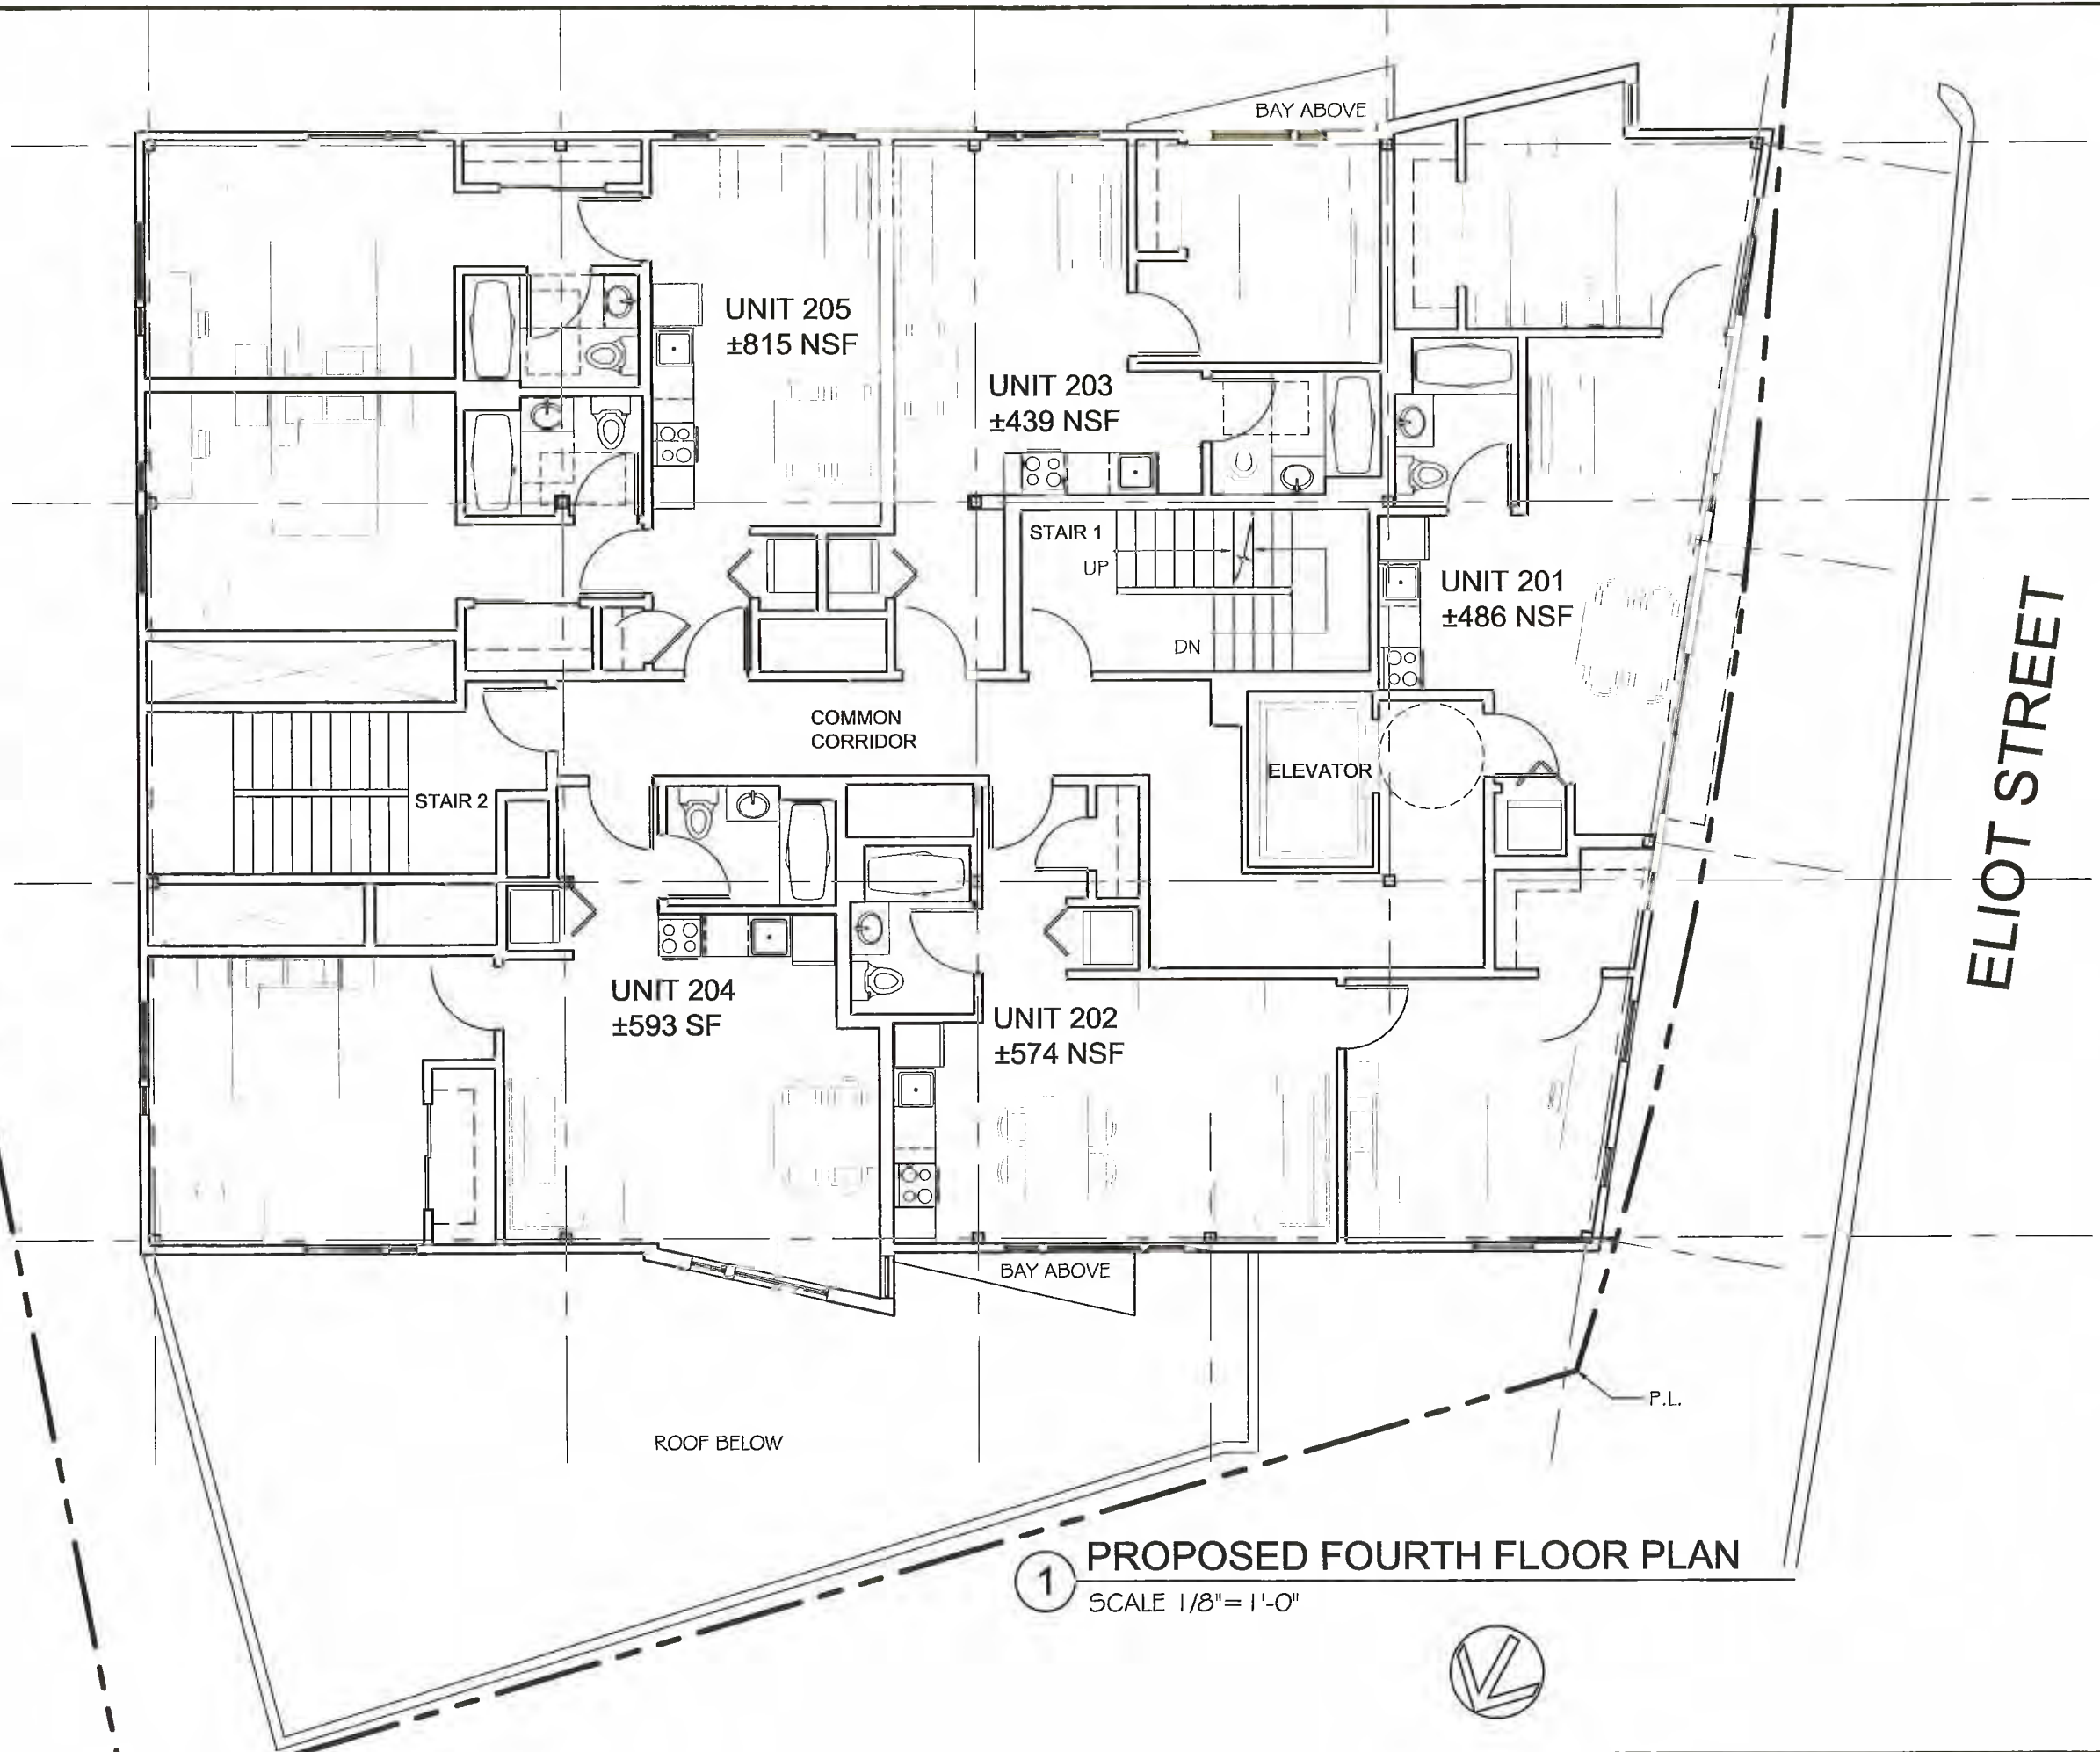 BAY ABOVE
UNIT 205
±815 NSF
UNIT 203
±439 NSF
STAIR 1
UP
DN
UNIT 201
±486 NSF
COMMON
CORRIDOR
ELEVATOR
STAIR 2
ELIOT STREET
UNIT 204
±593 SF
UNIT 202
±574 NSF
BAY ABOVE
P.L.
ROOF BELOW
1
PROPOSED FOURTH FLOOR PLAN
SCALE 1/8"= 1'-0"